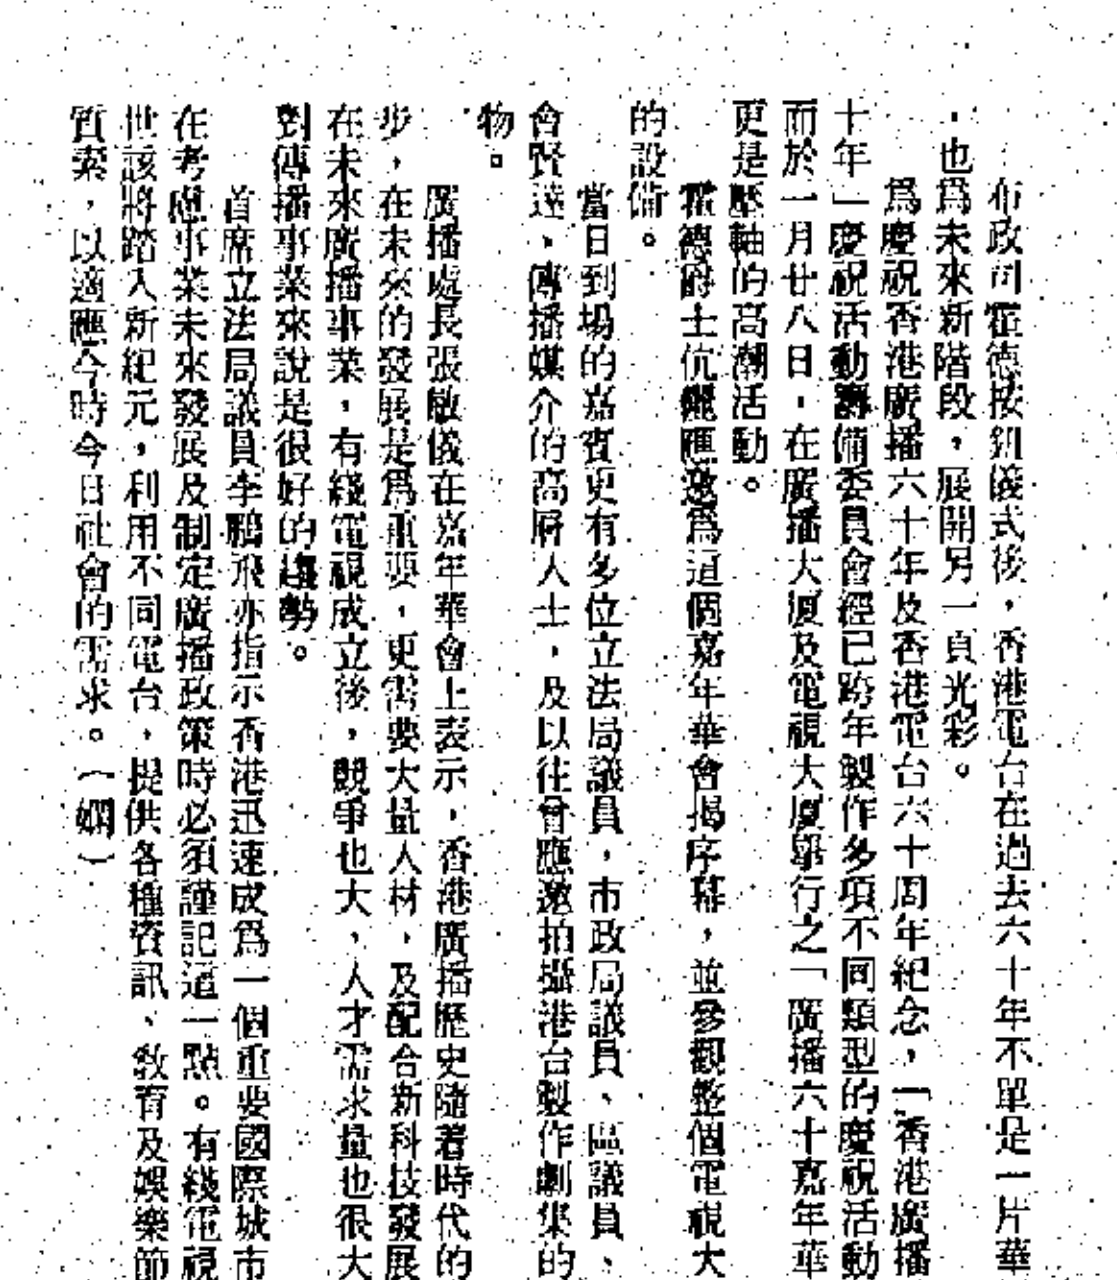 布政司霍德按鈕儀式後，香港電台在過去六十年不單是一片華
，也爲未來新階段，展開另一頁光彩。
爲慶祝香港廣播六十年及香港電台六十周年紀念，「香港廣播
十年」慶祝活動籌備委員會經已跨年製作多項不同類型的慶祝活動
而於一月廿八日，在廣播大厦及電視大厦舉行之「廣播六十嘉年華
更是壓軸的高潮活動。
霍德爵士伉儷應邀爲這個嘉年華會揭序幕，並參觀整個電視大
的設備。
當日到場的嘉賓更有多位立法局議員，市政局議員、區議員、
會賢達，傳播媒介的高層人士，及以往曾應邀拍攝港台製作劇集的
物。
廣播處長張敏儀在嘉年華會上表示，香港廣播歷史隨着時代的
步，在未來的發展是爲重要，更需要大量人材，及配合新科技發展
在未來廣播事業，有綫電視成立後，競爭也大，人才需求量也很大
對傳播事業來說是很好的趨勢。
首席立法局議員李鵬飛亦指示香港迅速成爲一個重要國際城市
在考應事業未來發展及制定廣播政策時必須謹記這一點。有綫電視
世該將踏入新紀元，利用不同電台，提供各種資訊、敎育及娛樂節
質索，以適應今時今日社會的需求。（嫻）